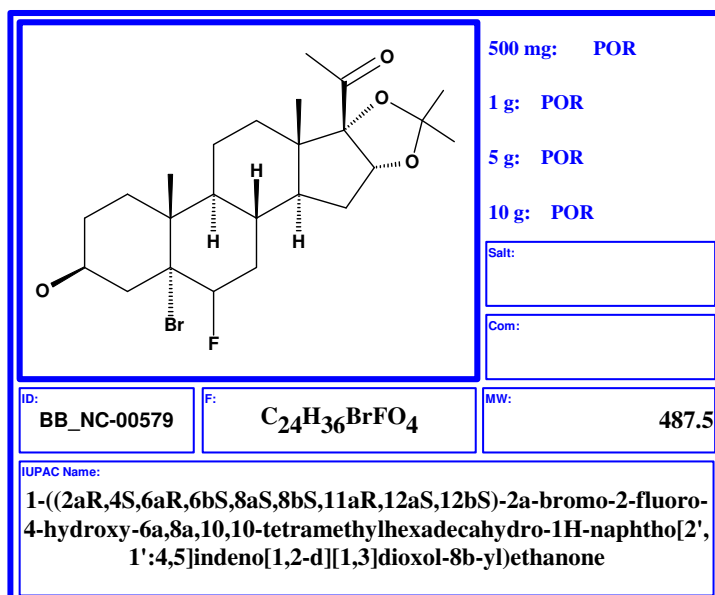 500 mg: POR
1 g: POR
5 g: POR
10 g: POR
O
O
O
H
H
H
O
Br
F
Salt:
Com:
ID:
BB_NC-00579
F:
C24H36BrFO4
MW:
487.5
IUPAC Name:
1-((2aR,4S,6aR,6bS,8aS,8bS,11aR,12aS,12bS)-2a-bromo-2-fluoro-
4-hydroxy-6a,8a,10,10-tetramethylhexadecahydro-1H-naphtho[2',
1':4,5]indeno[1,2-d][1,3]dioxol-8b-yl)ethanone